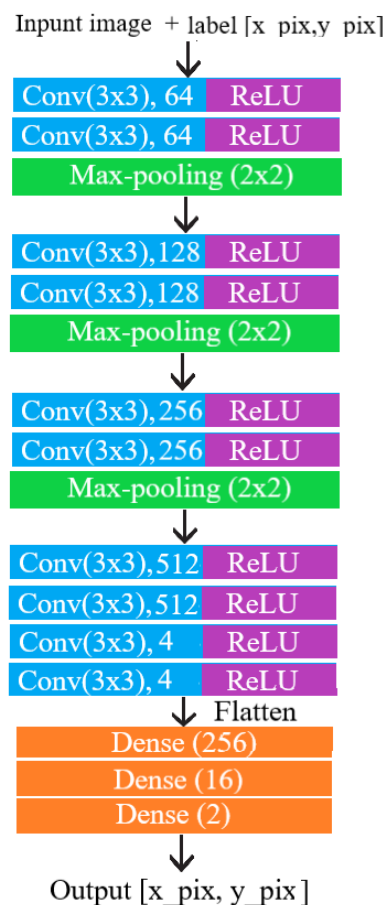 Inpunt image + label [x_pix,y_pix]
Conv(3x3), 64 ReLU
Conv(3x3), 64 ReLU
Max-pooling (2x2)
Conv(3x3),128 ReLU
Conv(3x3),128 ReLU
Max-pooling (2x2)
Conv(3x3),256 ReLU
Conv(3x3),256 ReLU
Max-pooling (2x2)
Conv(3x3),512 ReLU
Conv(3x3),512 ReLU
Conv(3x3), 4 ReLU
Conv(3x3), 4 ReLU
Flatten
Dense (256)
Dense (16)
Dense (2)
Output [x_pix, y_pix]